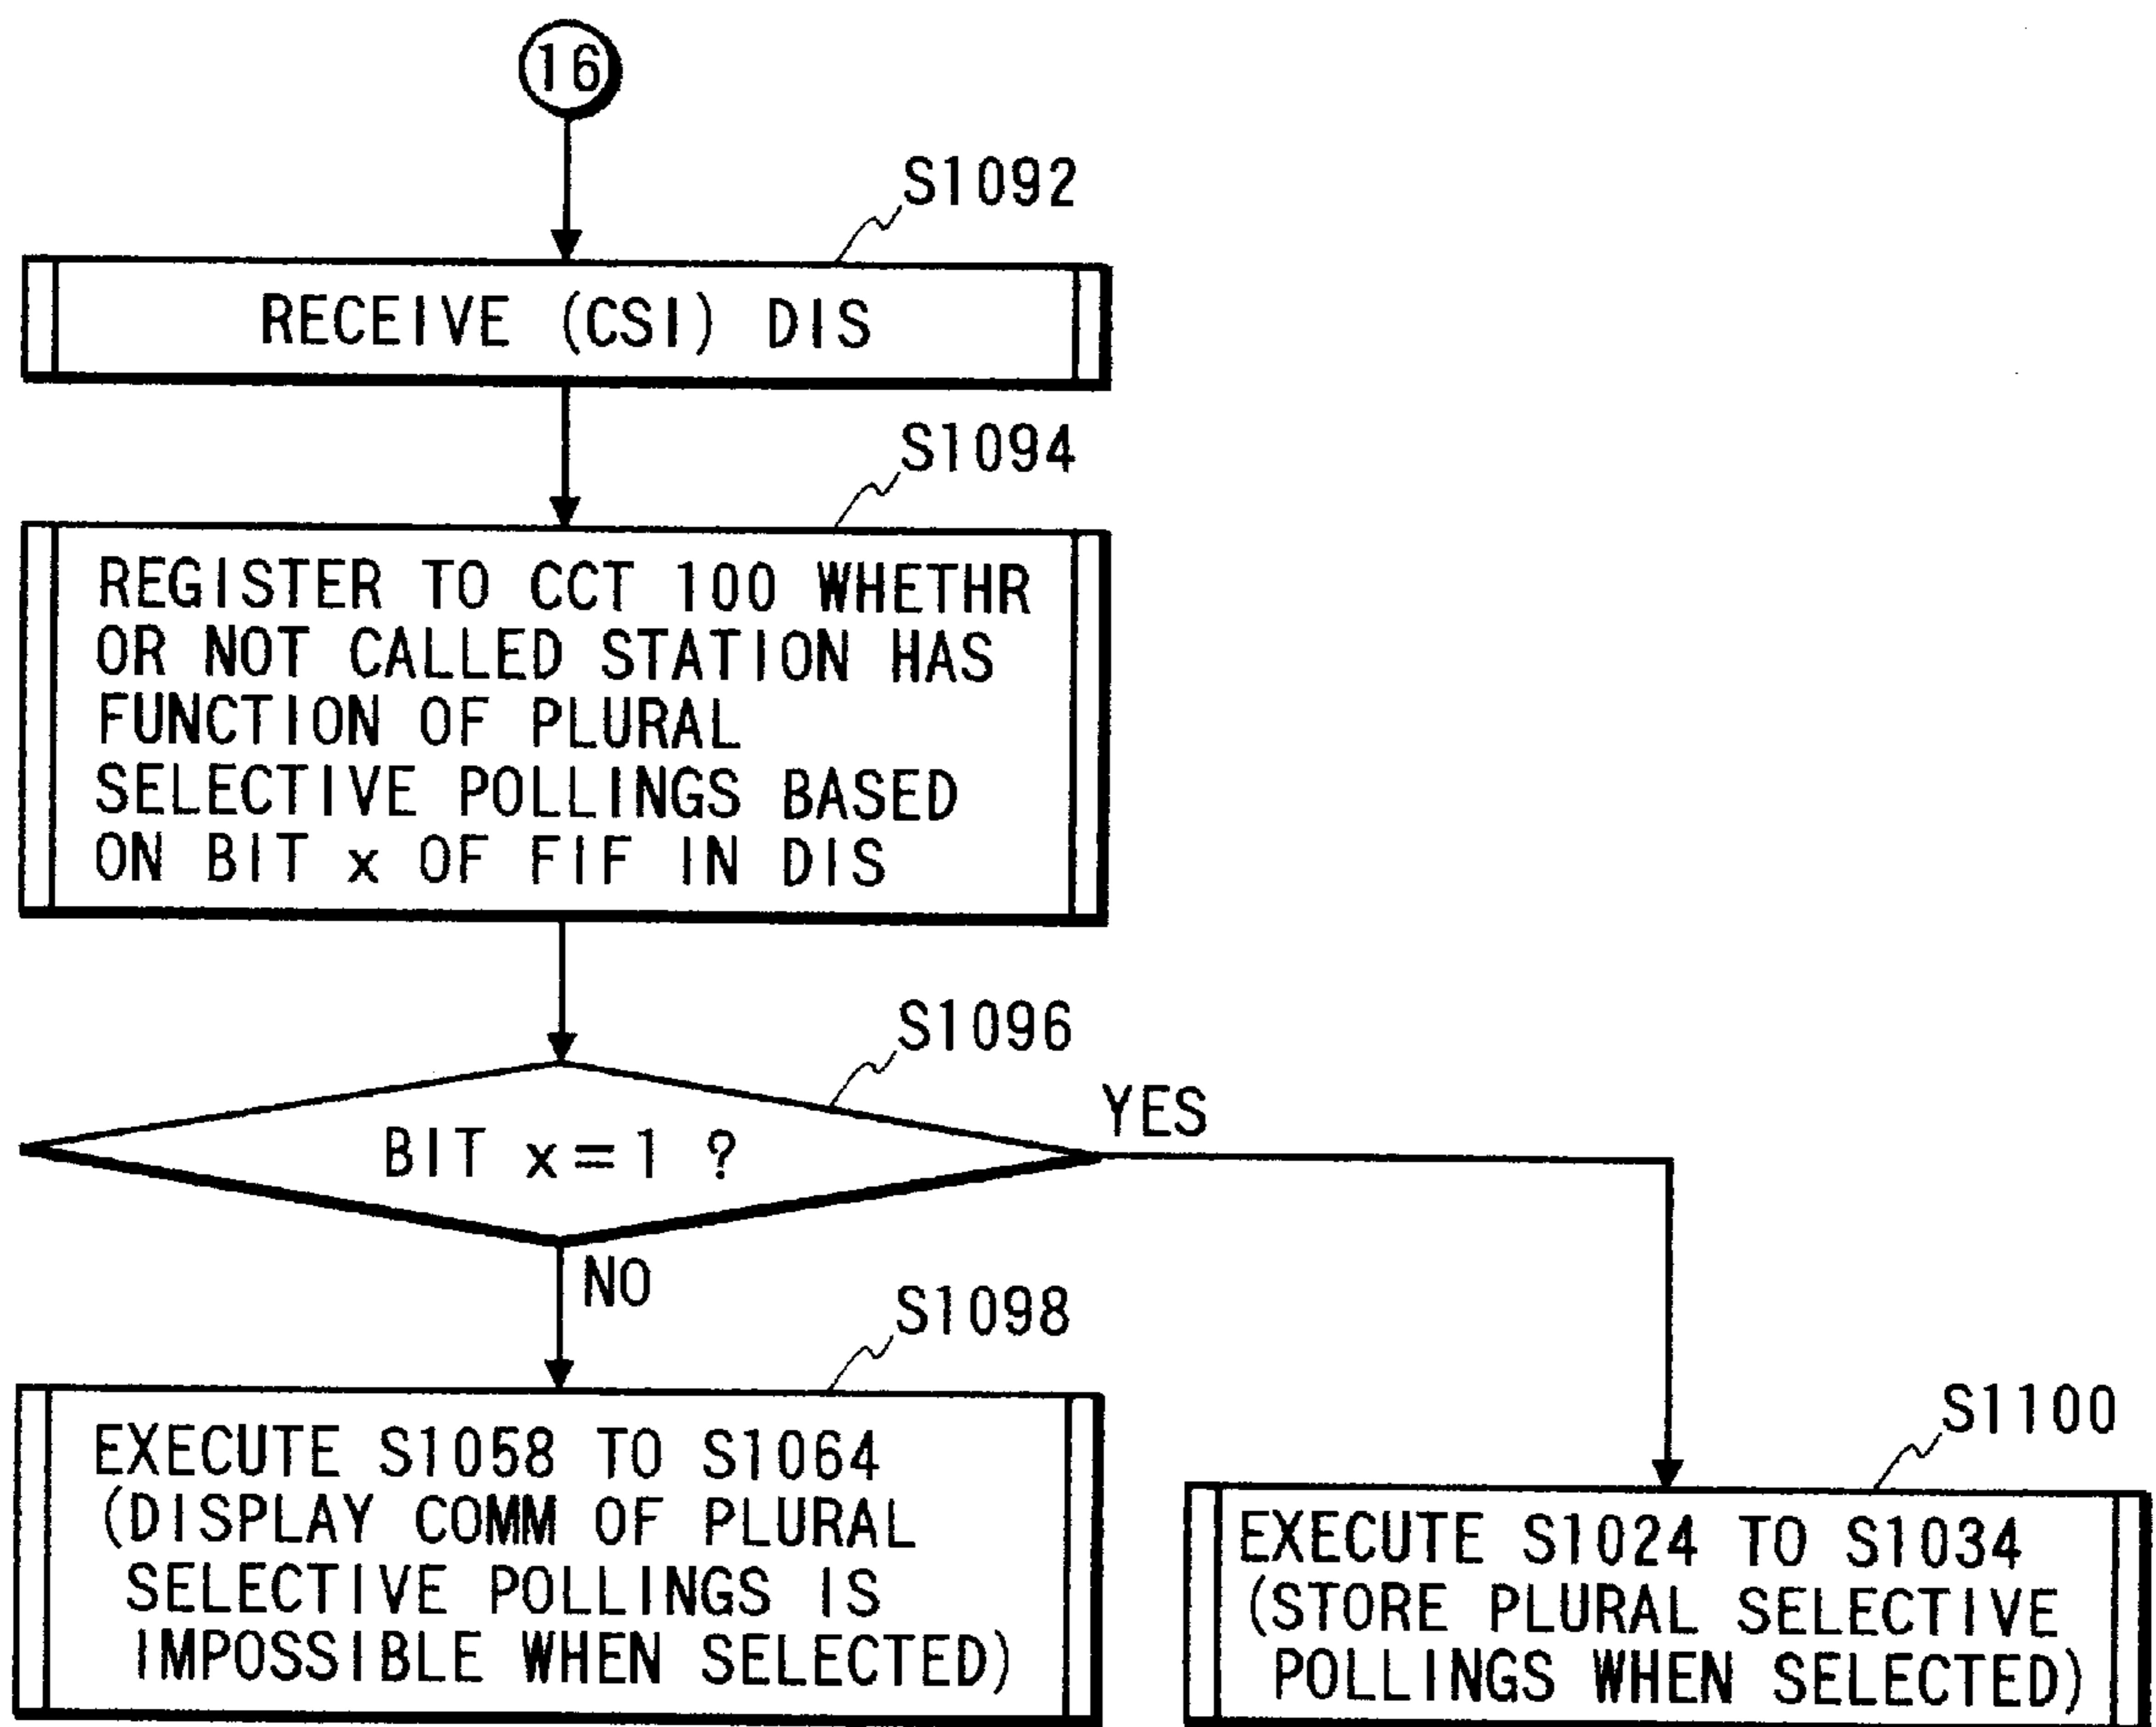 16
S1092
RECEIVE (CSI) DIS
S1094
REGISTER TO CCT 100 WHETHR
OR NOT CALLED STATION HAS
FUNCTION OF PLURAL
SELECTIVE POLLINGS BASED
ON BIT x OF FIF IN DIS
S1096
BIT x=1 ?
YES
NO
S1098
EXECUTE S1058 TO S1064
(DISPLAY COMM OF PLURAL
SELECTIVE POLLINGS IS
IMPOSSIBLE WHEN SELECTED)
S1100
EXECUTE S1024 TO S1034
(STORE PLURAL SELECTIVE
POLLINGS WHEN SELECTED)